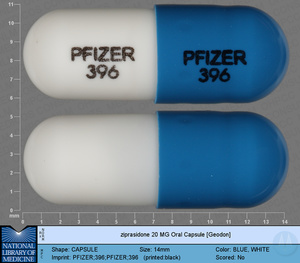 PFIZER
396
PFIZER
396
11
10
9
8
7
6
5
4
3
2
1
0
mm
1 2 3 4 5 6 7 8 9 10 11 12 13 14
ziprasidone 20 MG Oral Capsule [Geodon]
NATIONAL
LIBRARY OF
MEDICINE
Shape: CAPSULE Size: 14mm Color: BLUE, WHITE
Imprint: PFIZER;396;PFIZER;396 (printed:black) Scored: No